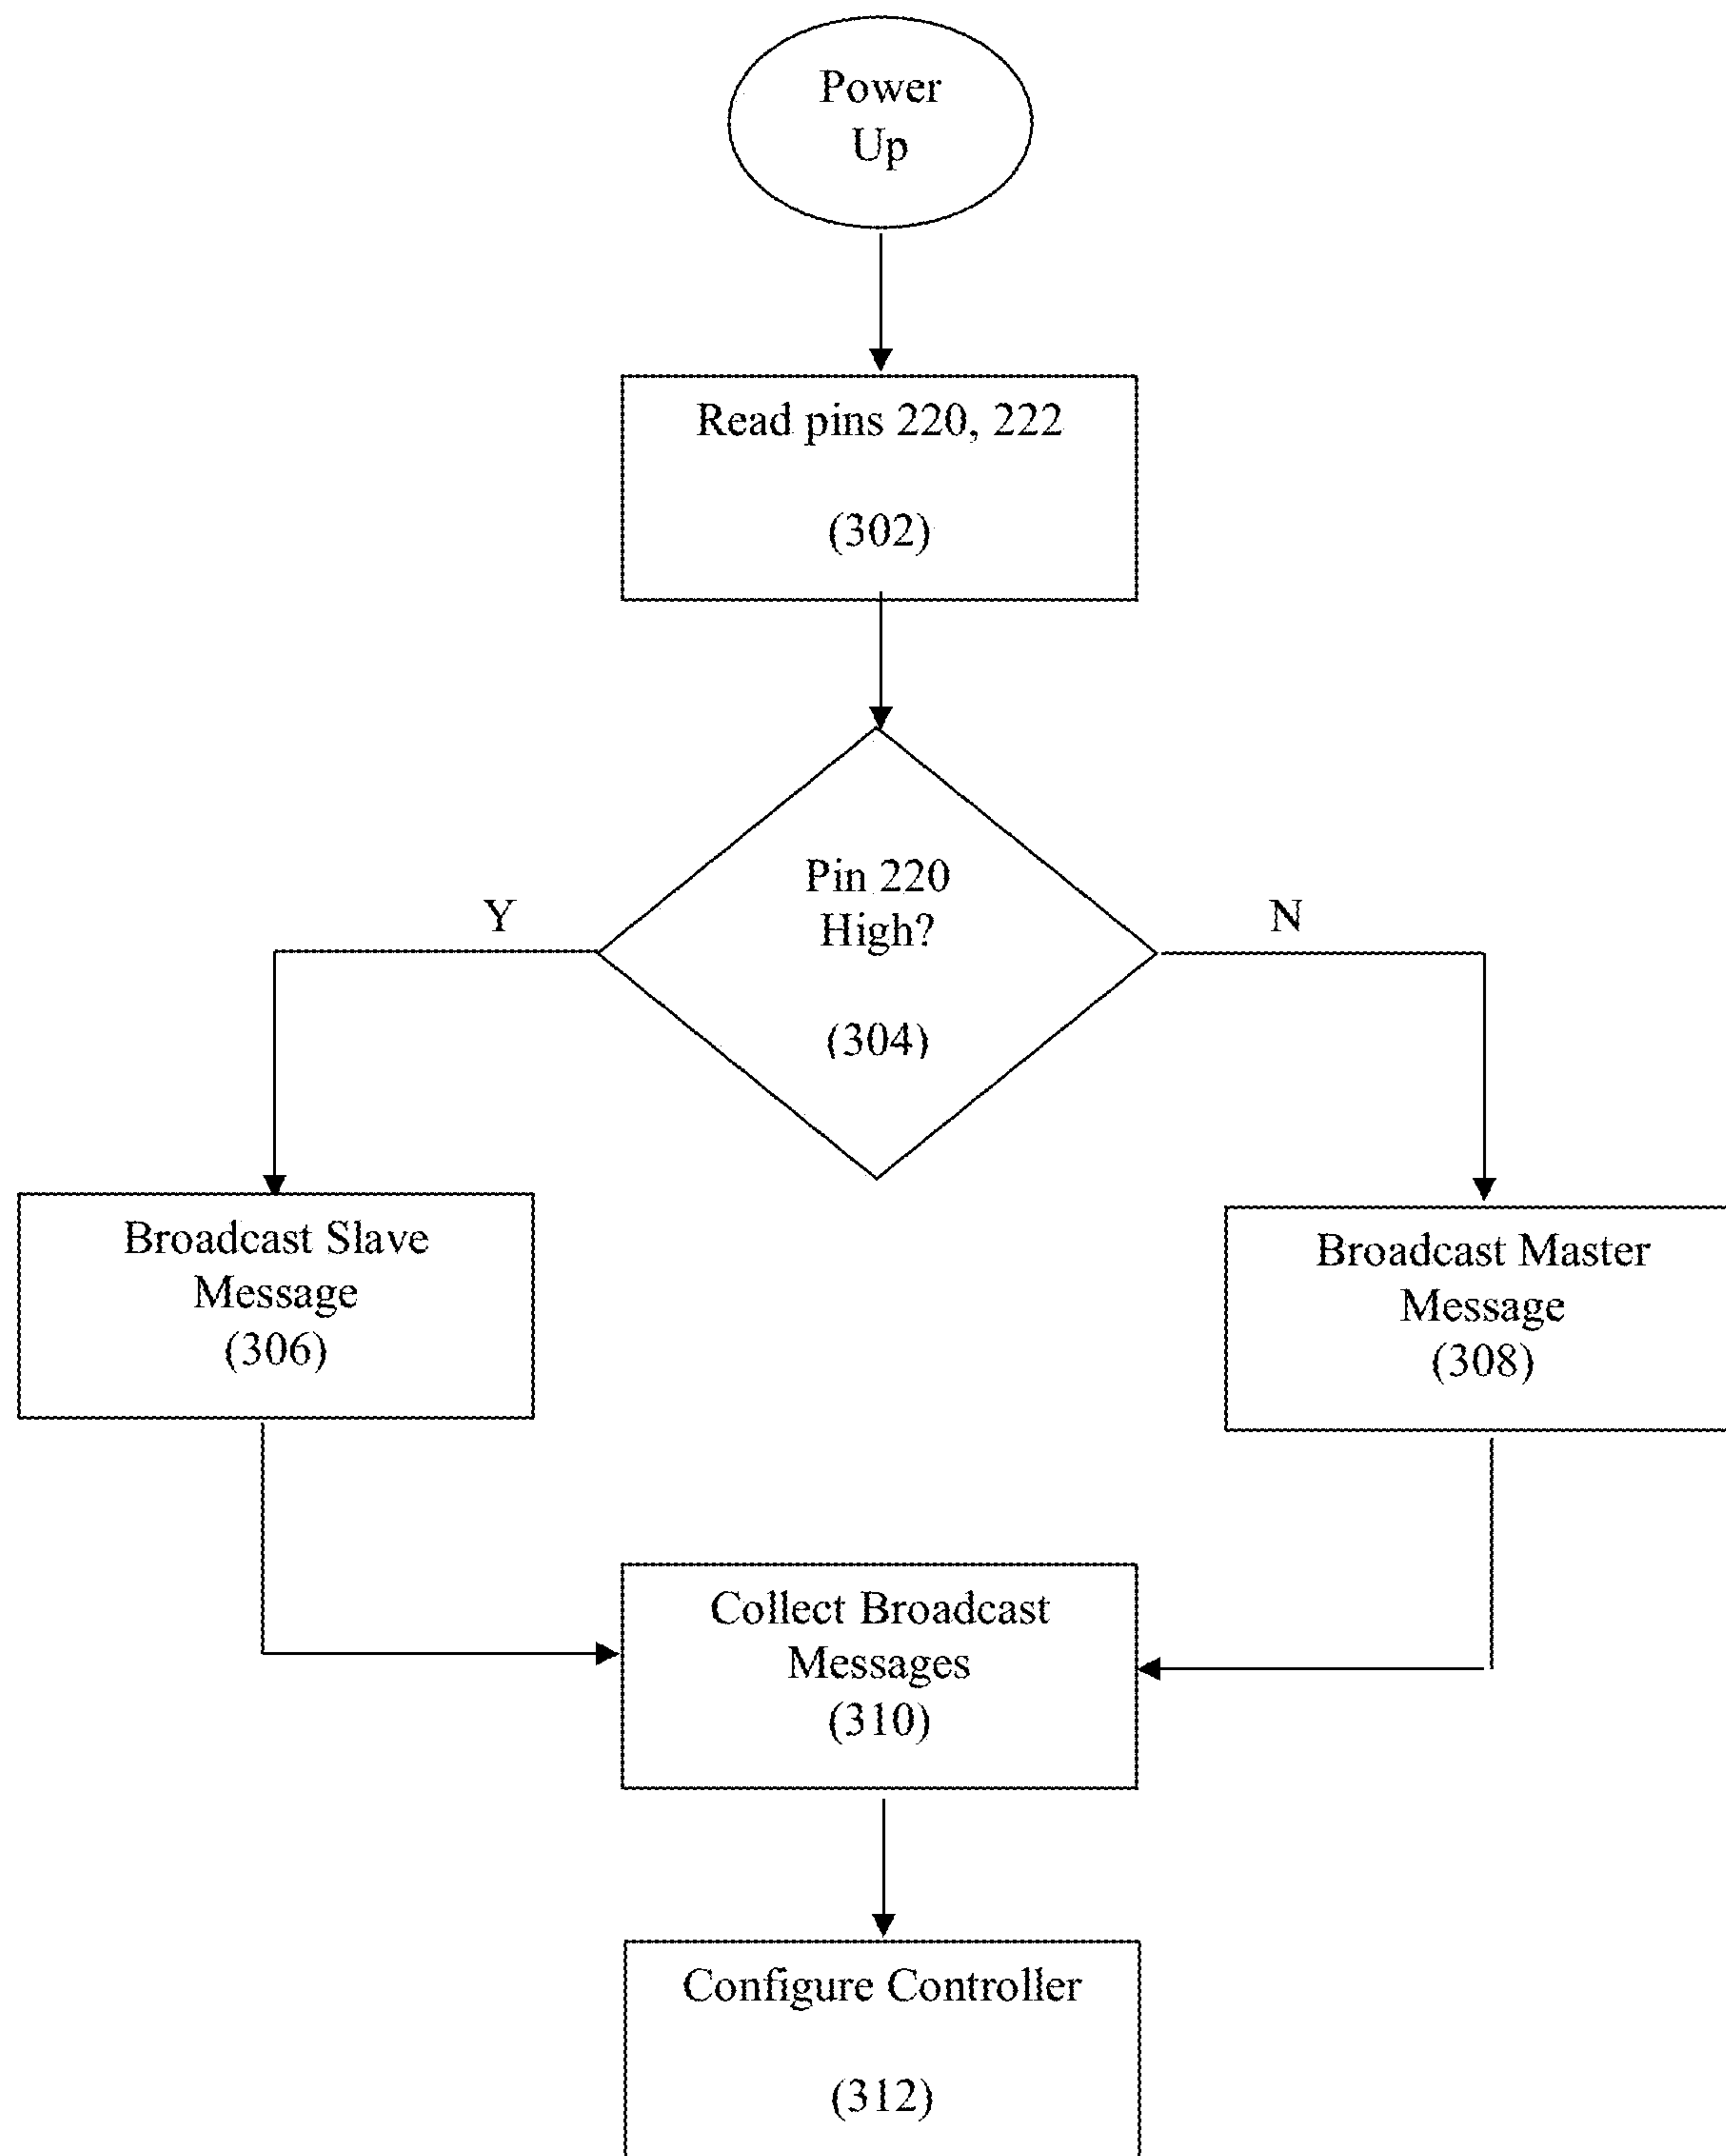 Power
Up
Read pins 220, 222
(302)
Pin 220
High?
(304)
Y
N
Broadcast Slave
Message
(306)
Broadcast Master
Message
(308)
Collect Broadcast
Messages
(310)
Configure Controller
(312)